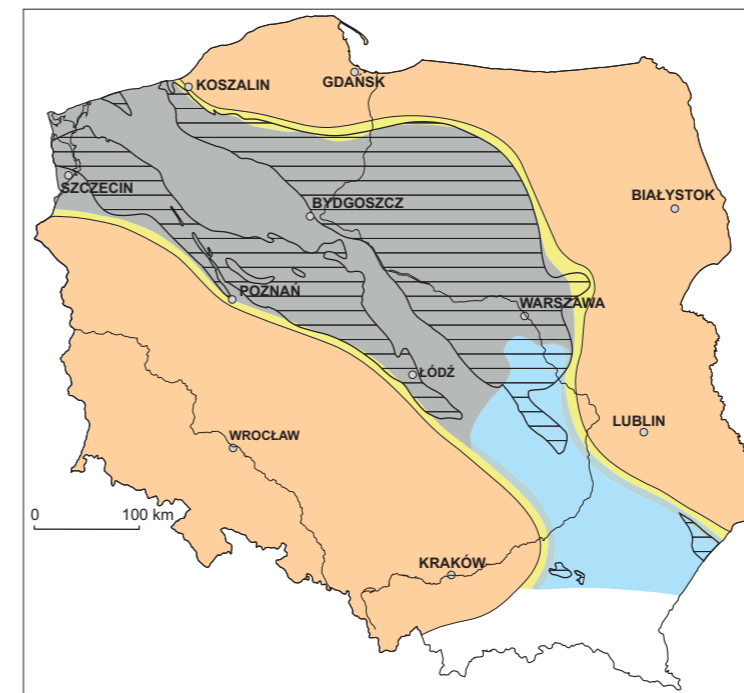 KOSZALIN
GDAŃSK
SZCZECIN
BYDGOSZCZ
BIAŁYSTOK
POZNAŃ
WARSZAWA
ŁÓDŹ
LUBLIN
WROCŁAW
0 100 km
KRAKÓW